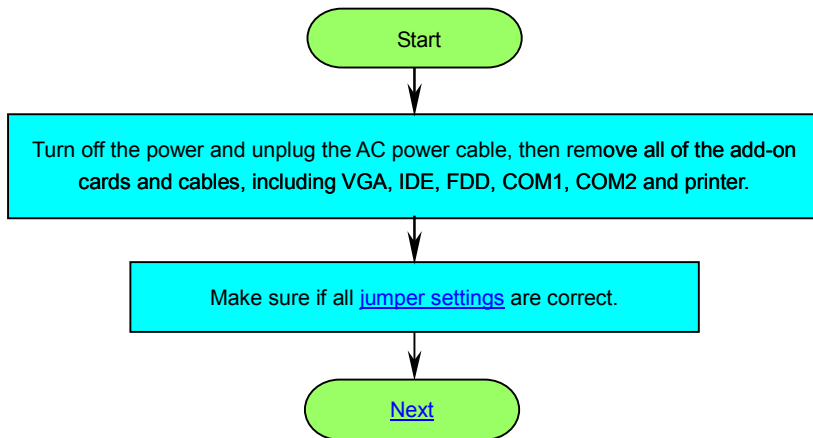 Start
Turn off the power and unplug the AC power cable, then remove all of the add-on
cards and cables, including VGA, IDE, FDD, COM1, COM2 and printer.
Make sure if all jumper settings are correct.
Next